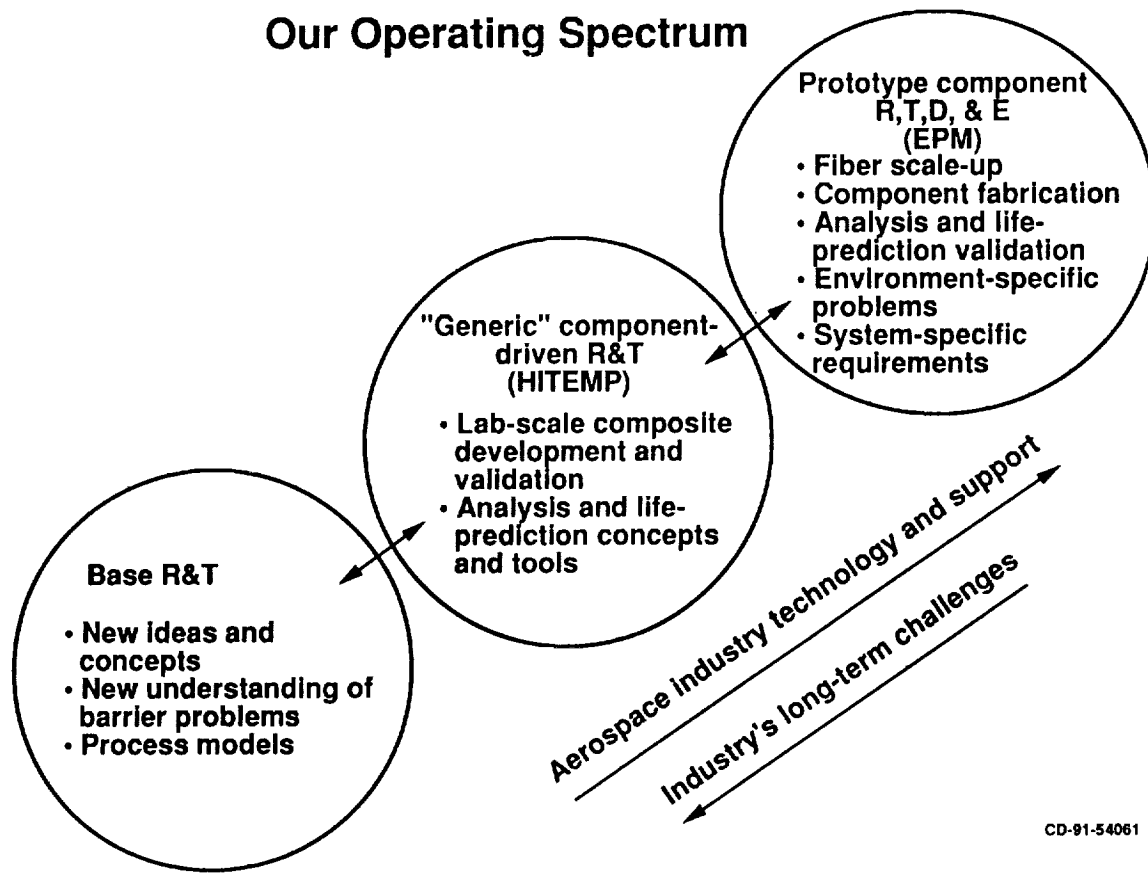 Our Operating Spectrum
Prototype component
R,T,D, & E
(EPM)
• Fiber scale-up
• Component fabrication
• Analysis and life-
prediction validation
• Environment-specific
problems
• System-specific
requirements
"Generic" component-
driven R&T
(HITEMP)
• Lab-scale composite
development and
validation
• Analysis and life-
prediction concepts
and tools
Base R&T
• New ideas and
concepts
• New understanding of
barrier problems
• Process models
Aerospace industry technology and support
Industry's long-term challenges
CD-91-54061